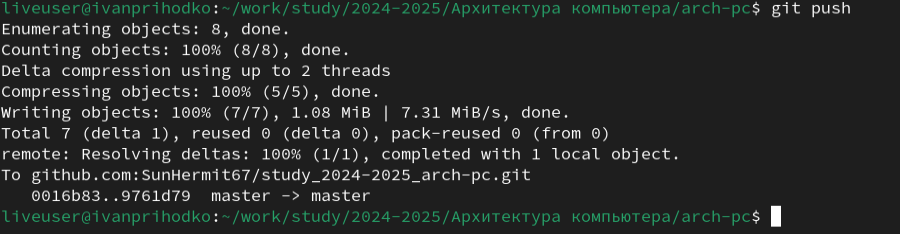 liveuser@ivanprihodko:~/work/study/2024-2025/Архитектура компьютера/arch-pc$ git push
Enumerating objects: 8, done.
Counting objects: 100% (8/8), done.
Delta compression using up to 2 threads
Compressing objects: 100% (5/5), done.
Writing objects: 100% (7/7), 1.08 MiB | 7.31 MiB/s, done.
Total 7 (delta 1), reused 0 (delta 0), pack-reused 0 (from 0)
remote: Resolving deltas: 100% (1/1), completed with 1 local object.
To github.com:SunHermit67/study_2024-2025_arch-pc.git
   0016b83..9761d79  master -> master
liveuser@ivanprihodko:~/work/study/2024-2025/Архитектура компьютера/arch-pc$